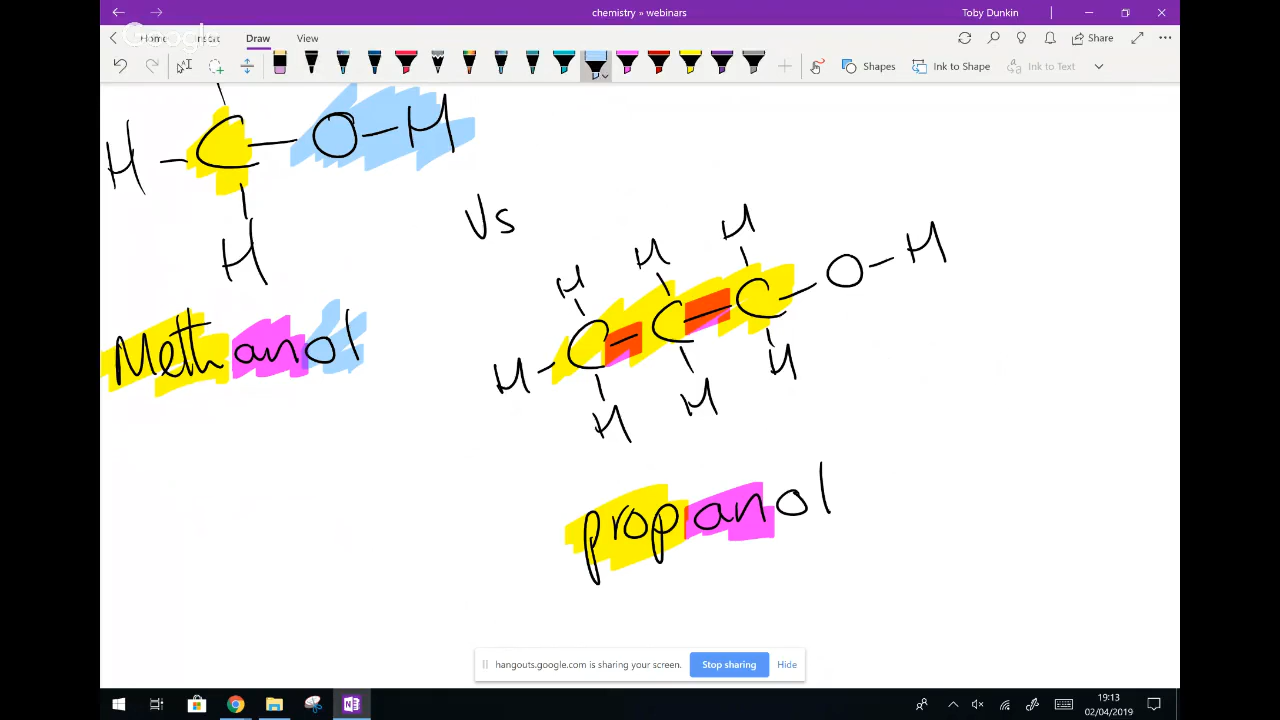 chemistry » webinars
Toby Dunkin
Google
Home Insert Draw View
Share
Shapes Ink to Shape Ink to Text
C O H
H
H
Methanol
Vs
H H H
H C C C O H
H H H
propanol
hangouts.google.com is sharing your screen. Stop sharing Hide
19:13
02/04/2019